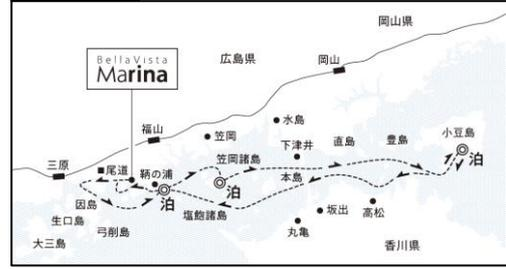 岡山県
BellaVista
Marina
広島県
岡山
水島
福山
笠岡
下津井
直島
豊島
小豆島
三原
尾道
鞆の浦
笠岡諸島
泊
泊
泊
本島
因島
生口島
塩飽諸島
弓削島
大三島
丸亀
坂出
高松
香川県